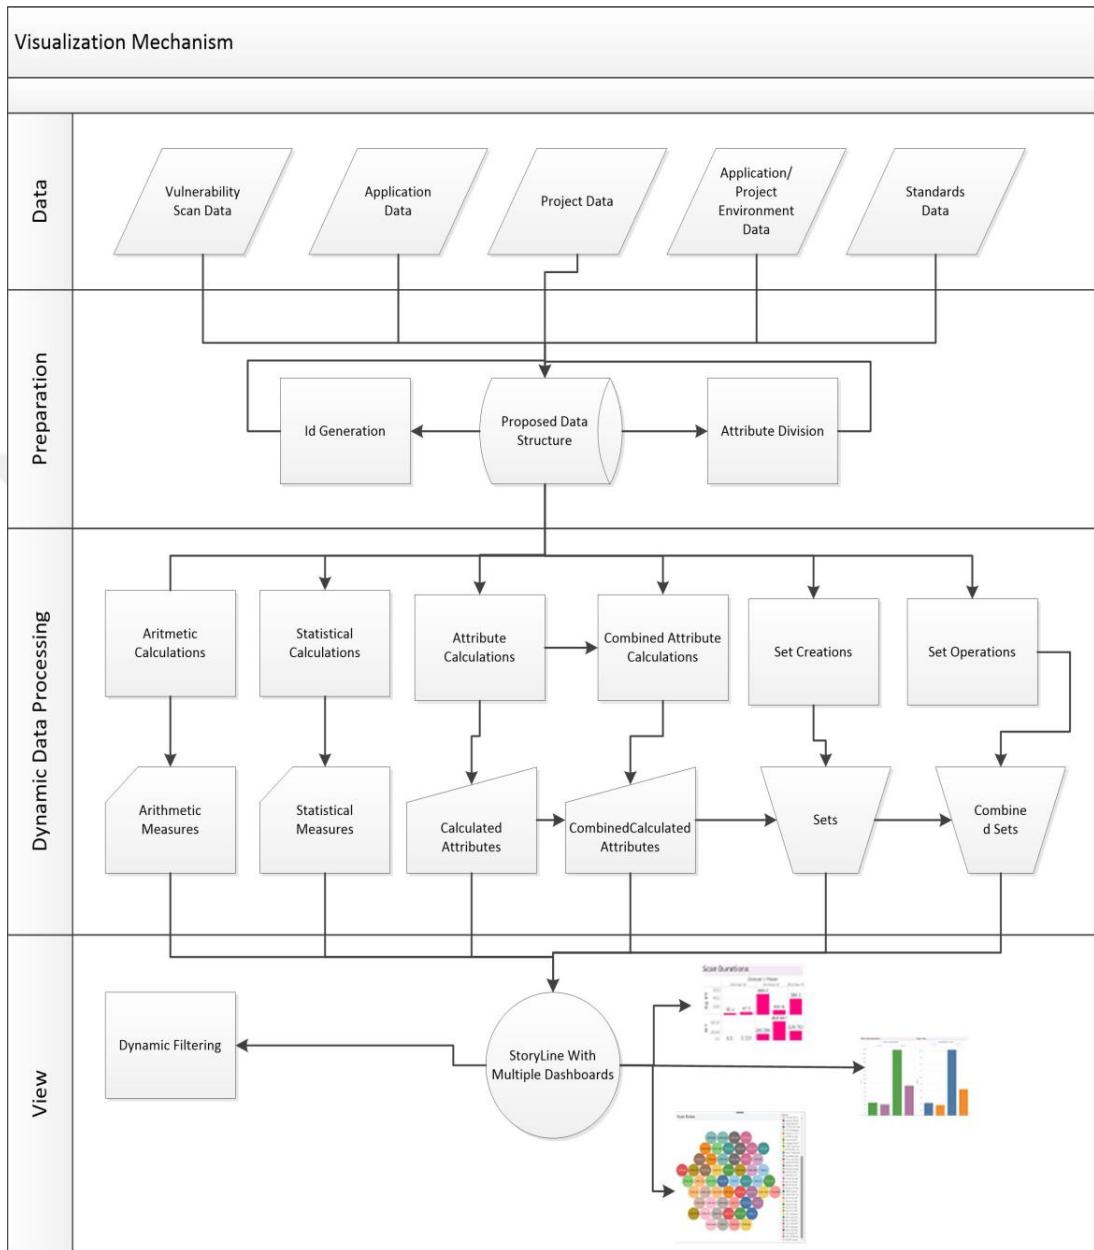 Visualization Mechanism
Data
Vulnerability
Scan Data
Application
Data
Project Data
Application/
Project
Environment
Data
Standards
Data
Preparation
Id Generation
Proposed Data
Structure
Attribute Division
Dynamic Data Processing
Aritmetic
Calculations
Statistical
Calculations
Attribute
Calculations
Combined Attribute
Calculations
Set Creations
Set Operations
Arithmetic
Measures
Statistical
Measures
Calculated
Attributes
CombinedCalculated
Attributes
Sets
Combine
d Sets
View
Dynamic Filtering
StoryLine With
Multiple Dashboards
Scan Durations